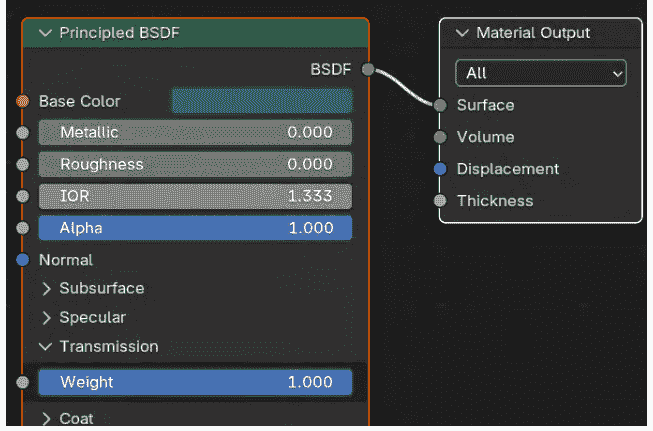 Principled BSDF
BSDF
Base Color
Metallic 0.000
Roughness 0.000
IOR 1.333
Alpha 1.000
Normal
Subsurface
Specular
Transmission
Weight 1.000
Coat
Material Output
All
Surface
Volume
Displacement
Thickness